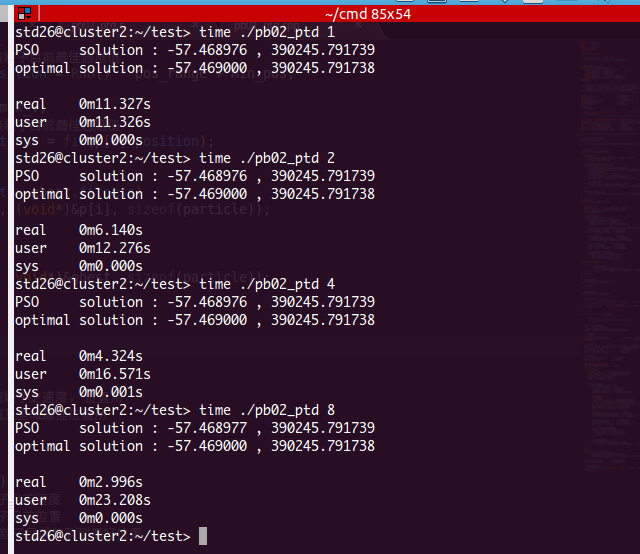 ~/cmd 85x54
std26@cluster2:~/test> time ./pb02_ptd 1
PSO     solution : -57.468976 , 390245.791739
optimal solution : -57.469000 , 390245.791738
real    0m11.327s
user    0m11.326s
sys     0m0.000s
std26@cluster2:~/test> time ./pb02_ptd 2
PSO     solution : -57.468976 , 390245.791739
optimal solution : -57.469000 , 390245.791738
real    0m6.140s
user    0m12.276s
sys     0m0.000s
std26@cluster2:~/test> time ./pb02_ptd 4
PSO     solution : -57.468976 , 390245.791739
optimal solution : -57.469000 , 390245.791738
real    0m4.324s
user    0m16.571s
sys     0m0.001s
std26@cluster2:~/test> time ./pb02_ptd 8
PSO     solution : -57.468977 , 390245.791739
optimal solution : -57.469000 , 390245.791738
real    0m2.996s
user    0m23.208s
sys     0m0.000s
std26@cluster2:~/test>